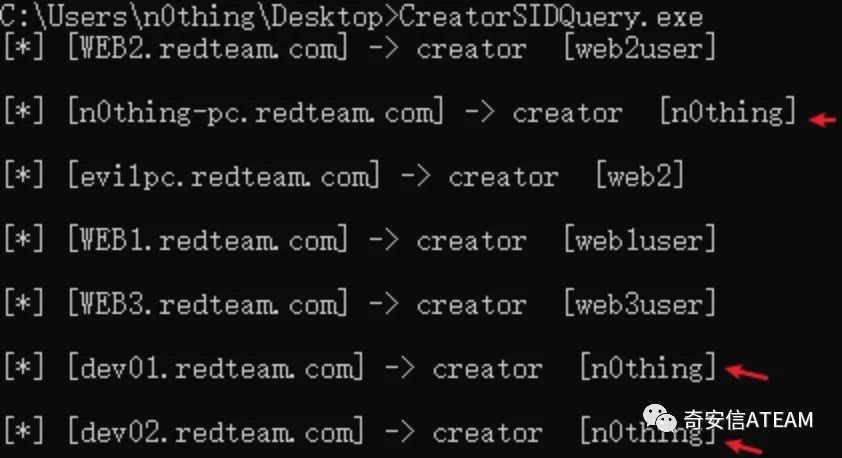 C:\Users\n0thing\Desktop>CreatorSIDQuery.exe
[*] [WEB2.redteam.com] -> creator [web2user]
[*] [n0thing-pc.redteam.com] -> creator [n0thing]
[*] [evilpc.redteam.com] -> creator [web2]
[*] [WEB1.redteam.com] -> creator [web1user]
[*] [WEB3.redteam.com] -> creator [web3user]
[*] [dev01.redteam.com] -> creator [n0thing]
[*] [dev02.redteam.com] -> creator [n0thing]
奇安信ATEAM